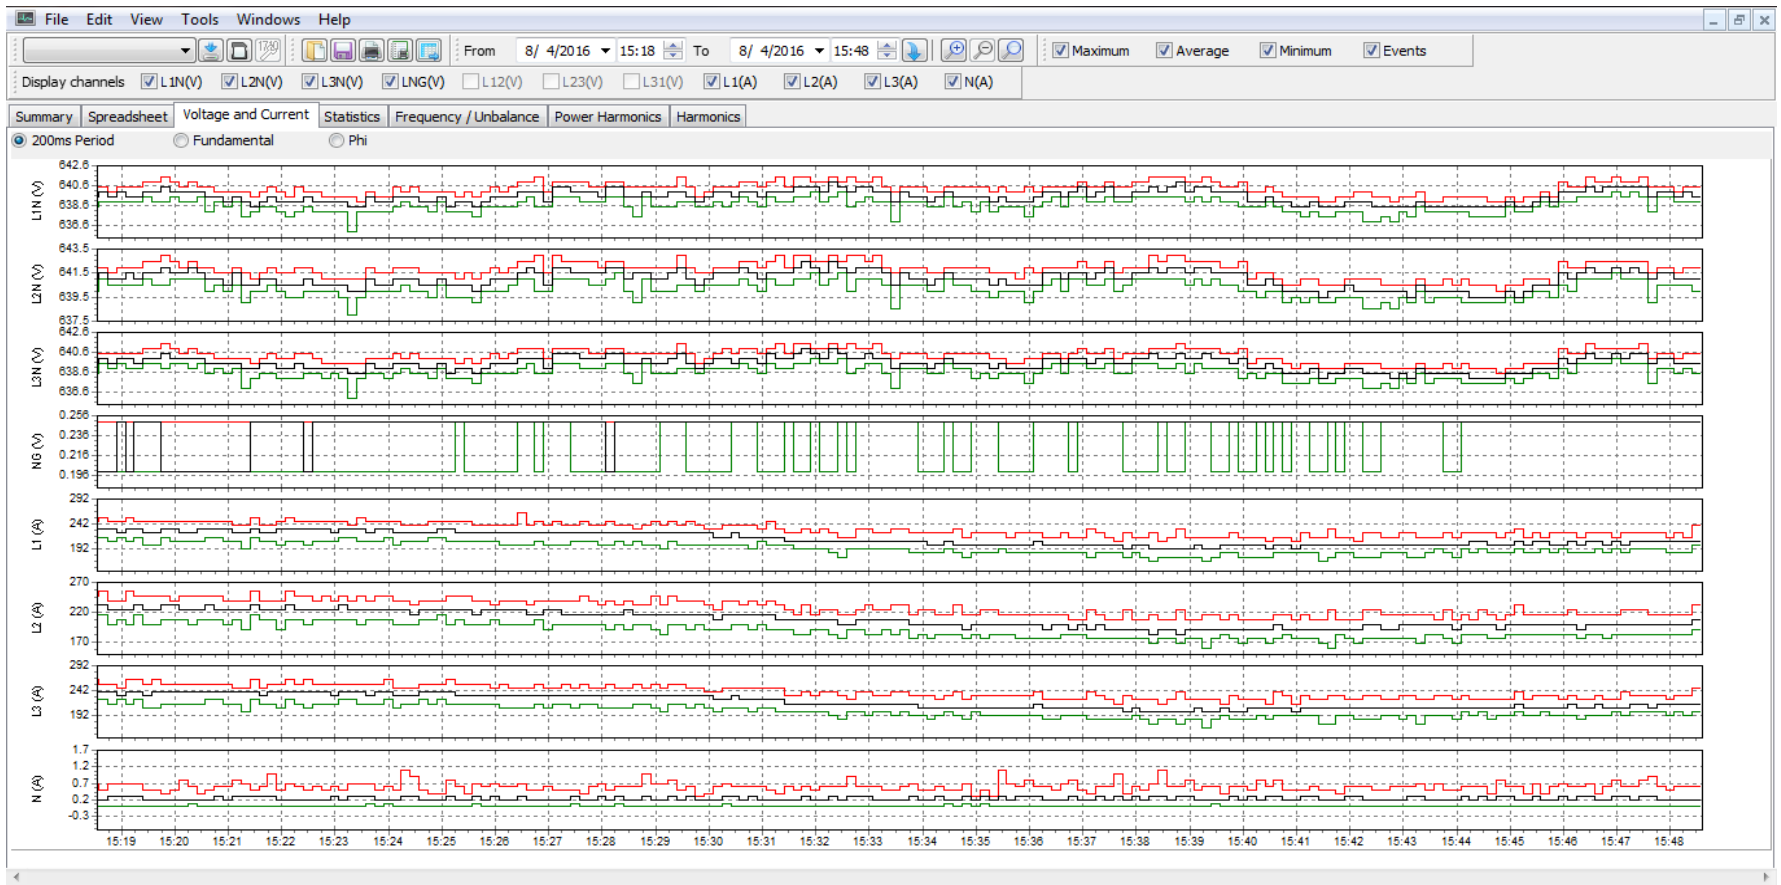 File Edit View Tools Windows Help
From 8/ 4/2016 15:18 To 8/ 4/2016 15:48 Maximum Average Minimum Events
Display channels L1N(V) L2N(V) L3N(V) LNG(V) L12(V) L23(V) L31(V) L1(A) L2(A) L3(A) N(A)
Summary Spreadsheet Voltage and Current Statistics Frequency / Unbalance Power Harmonics Harmonics
200ms Period Fundamental Phi
L1N (V)
642.6
640.6
638.6
636.6
L2N (V)
643.5
641.5
639.5
637.5
L3N (V)
642.6
640.6
638.6
636.6
NG (V)
0.256
0.236
0.216
0.196
L1 (A)
292
242
192
L2 (A)
270
220
170
L3 (A)
292
242
192
N (A)
1.7
1.2
0.7
0.2
-0.3
15:19 15:20 15:21 15:22 15:23 15:24 15:25 15:26 15:28 15:29 15:30 15:31 15:32 15:33 15:34 15:35 15:36 15:37 15:38 15:39 15:40 15:41 15:42 15:43 15:44 15:45 15:46 15:47 15:48